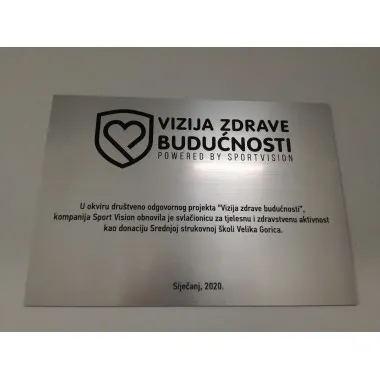 VIZIJA ZDRAVE
BUDUĆNOSTI
POWERED BY SPORTVISION
U okviru društveno odgovornog projekta "Vizija zdrave budućnosti",
kompanija Sport Vision obnovila je svlačionicu za tjelesnu i zdravstvenu aktivnost
kao donaciju Srednjoj strukovnoj školi Velika Gorica.
Siječanj, 2020.